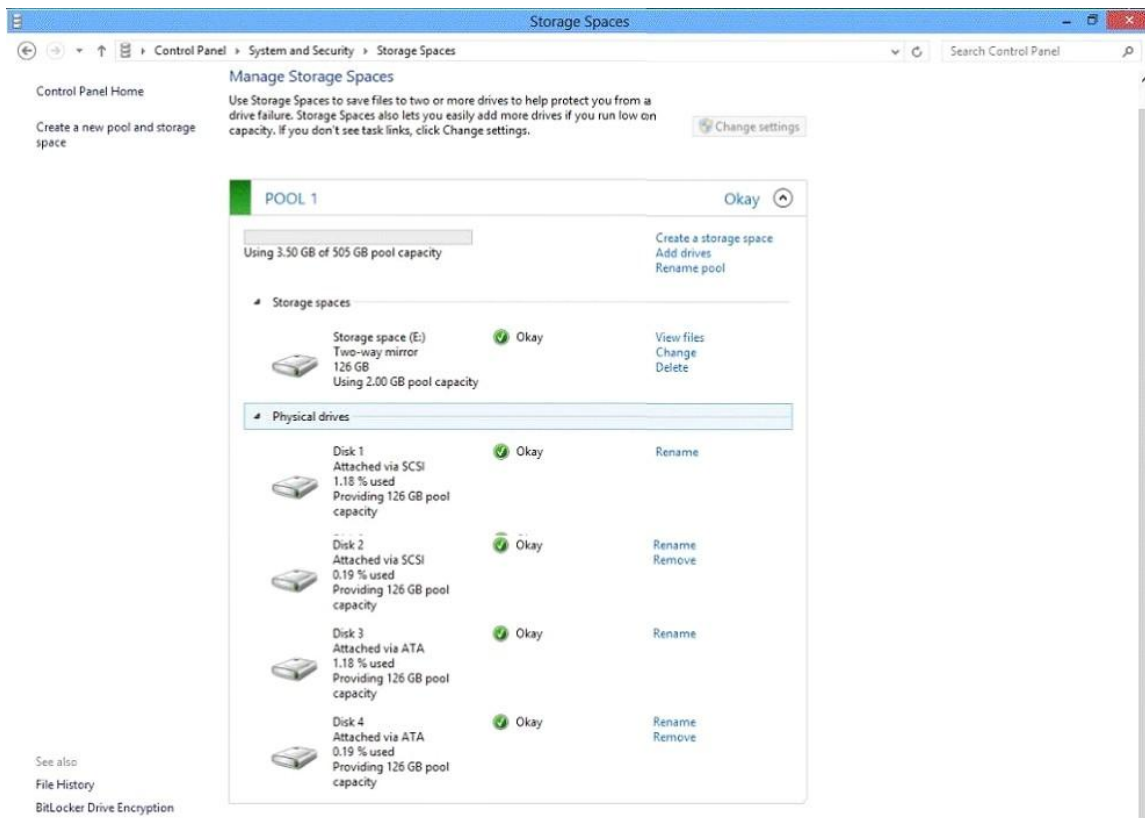 Storage Spaces
Control Panel
System and Security
Storage Spaces
Search Control Panel
Control Panel Home
Create a new pool and storage
space
Manage Storage Spaces
Use Storage Spaces to save files to two or more drives to help protect you from a
drive failure. Storage Spaces also lets you easily add more drives if you run low on
capacity. If you don't see task links, click Change settings.
Change settings
POOL 1
Okay
Using 3.50 GB of 505 GB pool capacity
Create a storage space
Add drives
Rename pool
Storage spaces
Storage space (E:)
Two-way mirror
126 GB
Using 2.00 GB pool capacity
Okay
View files
Change
Delete
Physical drives
Disk 1
Attached via SCSI
1.18 % used
Providing 126 GB pool
capacity
Okay
Rename
Disk 2
Attached via SCSI
0.19 % used
Providing 126 GB pool
capacity
Okay
Rename
Remove
Disk 3
Attached via ATA
1.18 % used
Providing 126 GB pool
capacity
Okay
Rename
Disk 4
Attached via ATA
0.19 % used
Providing 126 GB pool
capacity
Okay
Rename
Remove
See also
File History
BitLocker Drive Encryption